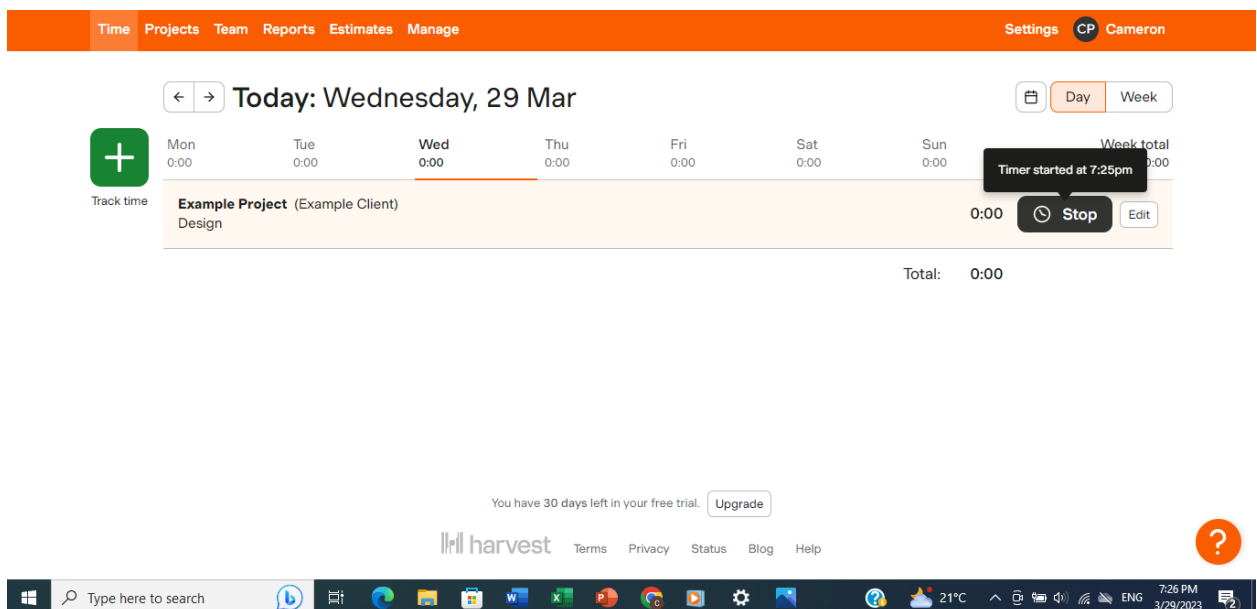 Time Projects Team Reports Estimates Manage Settings CP Cameron
← → Today: Wednesday, 29 Mar Day Week
Mon Tue Wed Thu Fri Sat Sun Week total
0:00 0:00 0:00 0:00 0:00 0:00 0:00 :00
Timer started at 7:25pm
Track time
Example Project (Example Client)
Design
0:00 Stop Edit
Total: 0:00
You have 30 days left in your free trial. Upgrade
harvest Terms Privacy Status Blog Help
?
Type here to search 21°C ENG 7:26 PM
3/29/2023 2